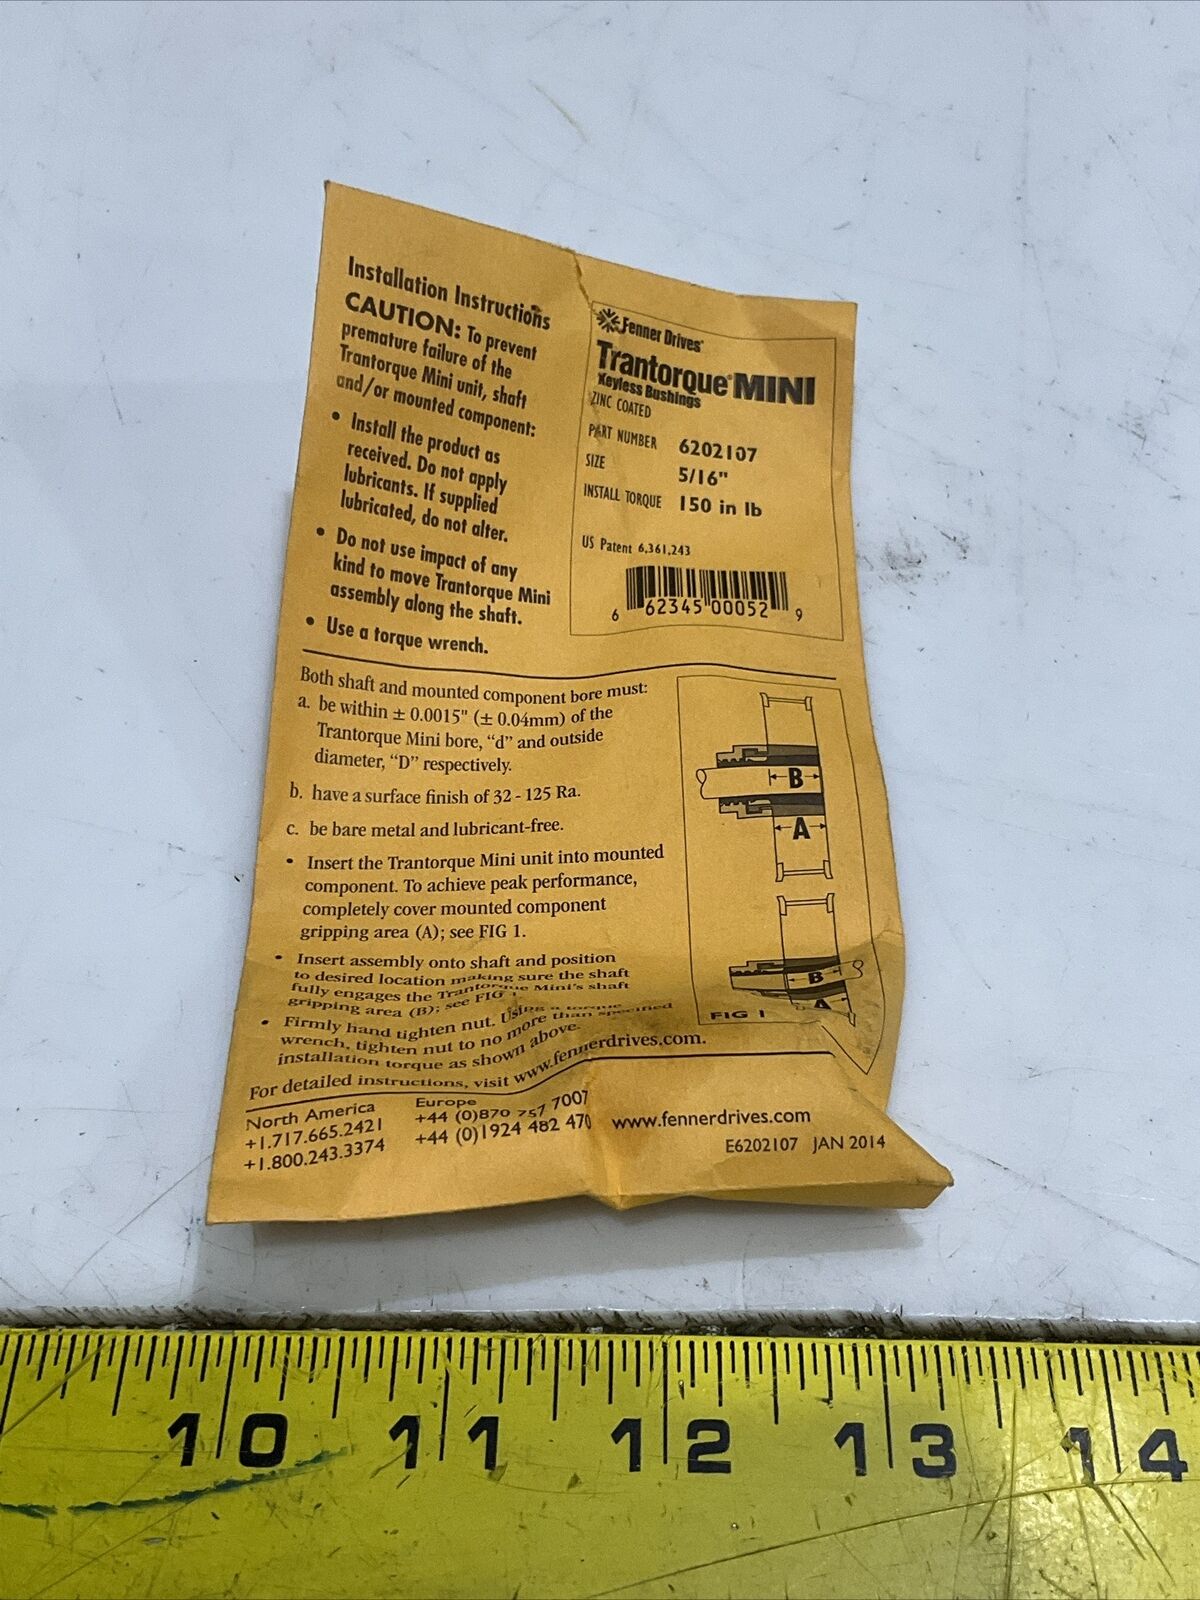 Installation Instructions
CAUTION: To prevent
premature failure of the
Trantorque Mini unit, shaft
and/or mounted component:
• Install the product as
received. Do not apply
lubricants. If supplied
lubricated, do not alter.
• Do not use impact of any
kind to move Trantorque Mini
assembly along the shaft.
• Use a torque wrench.
Fenner Drives®
Trantorque® MINI
Keyless Bushings
ZINC COATED
PART NUMBER 6202107
SIZE 5/16"
INSTALL TORQUE 150 in lb
US Patent 6,361,243
6 62345 00052 9
Both shaft and mounted component bore must:
a. be within ± 0.0015" (± 0.04mm) of the
Trantorque Mini bore, “d” and outside
diameter, “D” respectively.
b. have a surface finish of 32 - 125 Ra.
c. be bare metal and lubricant-free.
• Insert the Trantorque Mini unit into mounted
component. To achieve peak performance,
completely cover mounted component
gripping area (A); see FIG 1.
• Insert assembly onto shaft and position
to desired location making sure the shaft
fully engages the Trantorque Mini's shaft
gripping area (B); see FIG 1.
• Firmly hand tighten nut. Using a torque
wrench, tighten nut to no more than specified
installation torque as shown above.
For detailed instructions, visit www.fennerdrives.com.
B
A
B
A
FIG 1
North America
+1.717.665.2421
+1.800.243.3374
Europe
+44 (0)870 757 7007
+44 (0)1924 482 470
www.fennerdrives.com
E6202107 JAN 2014
10 11 12 13 14